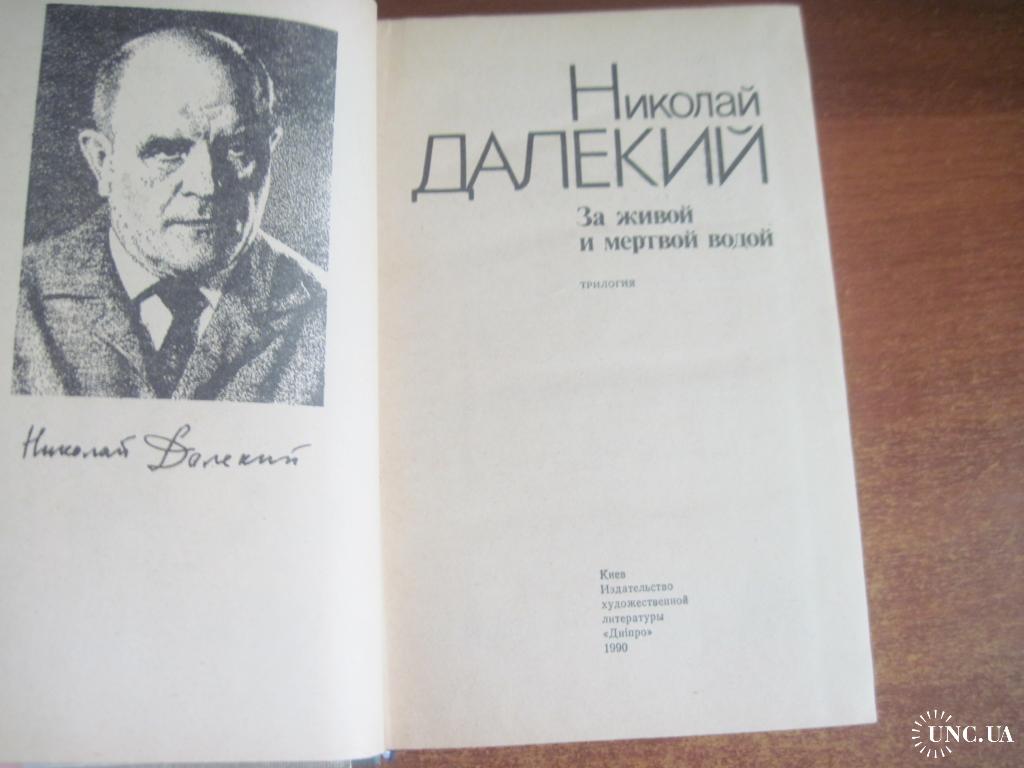 Николай Далекий
Николай
ДАЛЕКИЙ
За живой
и мертвой водой
ТРИЛОГИЯ
Киев
Издательство
художественной
литературы
«Дніпро»
1990
UNC.UA